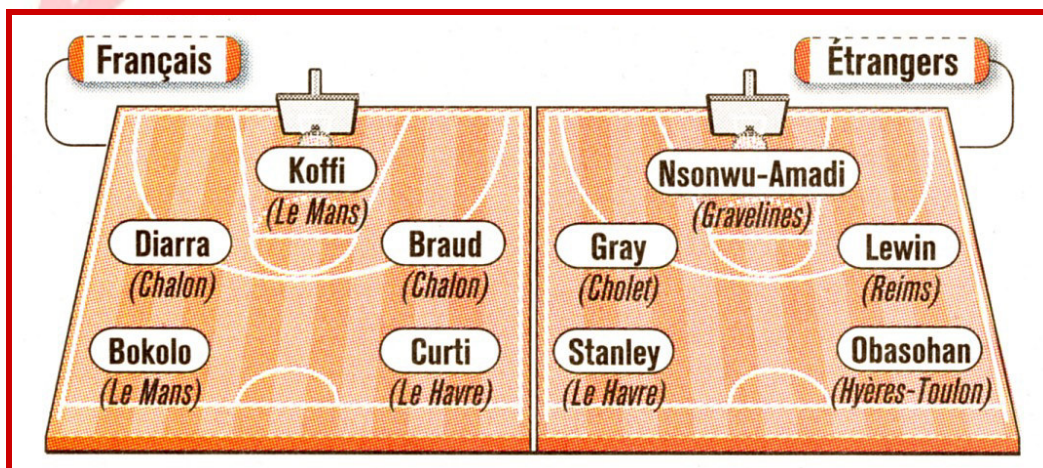 Français
Étrangers
Koffi
(Le Mans)
Diarra
(Chalon)
Braud
(Chalon)
Bokolo
(Le Mans)
Curti
(Le Havre)
Nsonwu-Amadi
(Gravelines)
Gray
(Cholet)
Lewin
(Reims)
Stanley
(Le Havre)
Obasohan
(Hyères-Toulon)